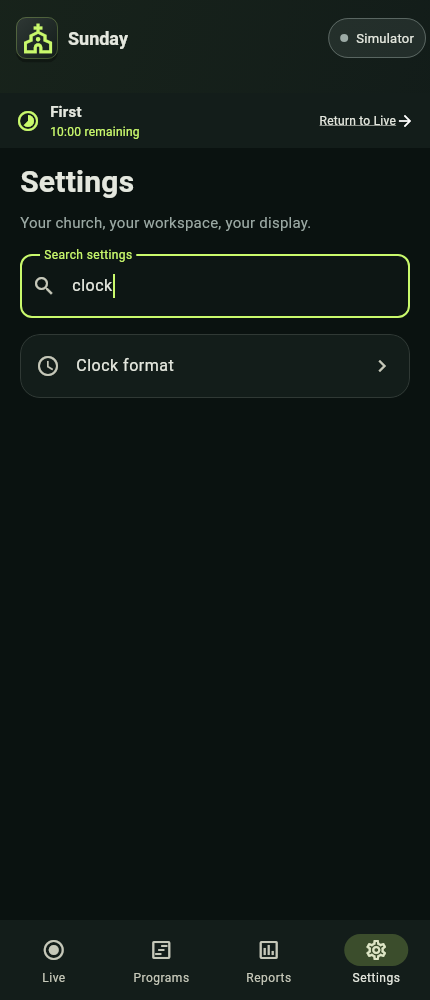 Sunday
Simulator
First
10:00 remaining
Return to Live
Settings
Your church, your workspace, your display.
Search settings
clock
Clock format
Live
Programs
Reports
Settings